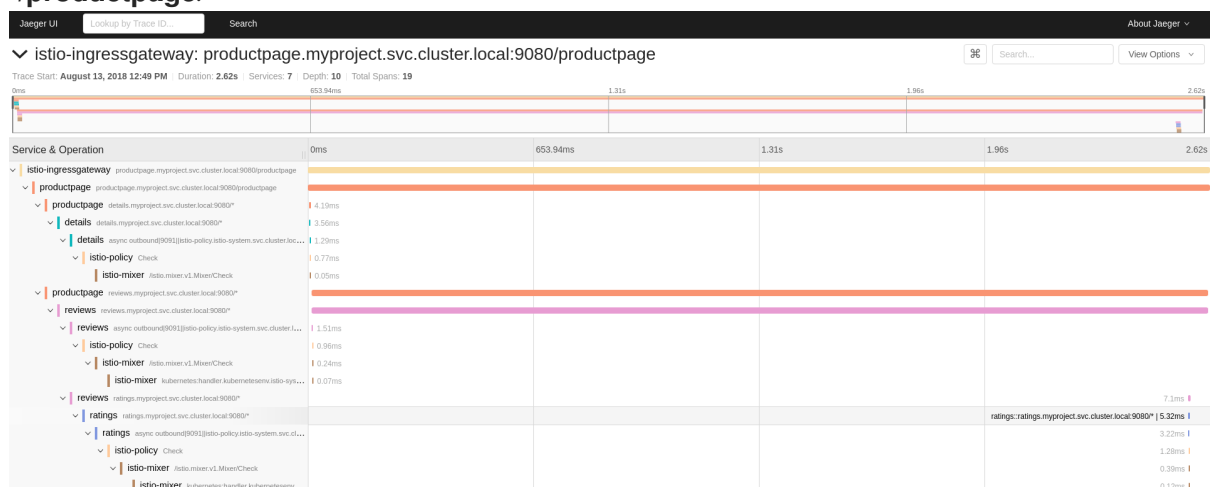 /productpage.
Jaeger UI Lookup by Trace ID... Search About Jaeger
istio-ingressgateway: productpage.myproject.svc.cluster.local:9080/productpage ⌘ Search... View Options
Trace Start: August 13, 2018 12:49 PM | Duration: 2.62s | Services: 7 | Depth: 10 | Total Spans: 19
0ms 653.94ms 1.31s 1.96s 2.62s
Service & Operation 0ms 653.94ms 1.31s 1.96s 2.62s
istio-ingressgateway productpage.myproject.svc.cluster.local:9080/productpage
productpage productpage.myproject.svc.cluster.local:9080/productpage
productpage details.myproject.svc.cluster.local:9080/* 4.19ms
details details.myproject.svc.cluster.local:9080/* 3.56ms
details async outbound|9091||istio-policy.istio-system.svc.cluster.loc... 1.29ms
istio-policy Check 0.77ms
istio-mixer /istio.mixer.v1.Mixer/Check 0.05ms
productpage reviews.myproject.svc.cluster.local:9080/*
reviews reviews.myproject.svc.cluster.local:9080/*
reviews async outbound|9091||istio-policy.istio-system.svc.cluster.l... 1.51ms
istio-policy Check 0.96ms
istio-mixer /istio.mixer.v1.Mixer/Check 0.24ms
istio-mixer kubernetes:handler.kubernetesenv.istio-sys... 0.07ms
reviews ratings.myproject.svc.cluster.local:9080/* 7.1ms
ratings ratings.myproject.svc.cluster.local:9080/* ratings::ratings.myproject.svc.cluster.local:9080/* | 5.32ms
ratings async outbound|9091||istio-policy.istio-system.svc.cl... 3.22ms
istio-policy Check 1.28ms
istio-mixer /istio.mixer.v1.Mixer/Check 0.39ms
istio-mixer kubernetes:handler.kubernetesenv 0.12ms